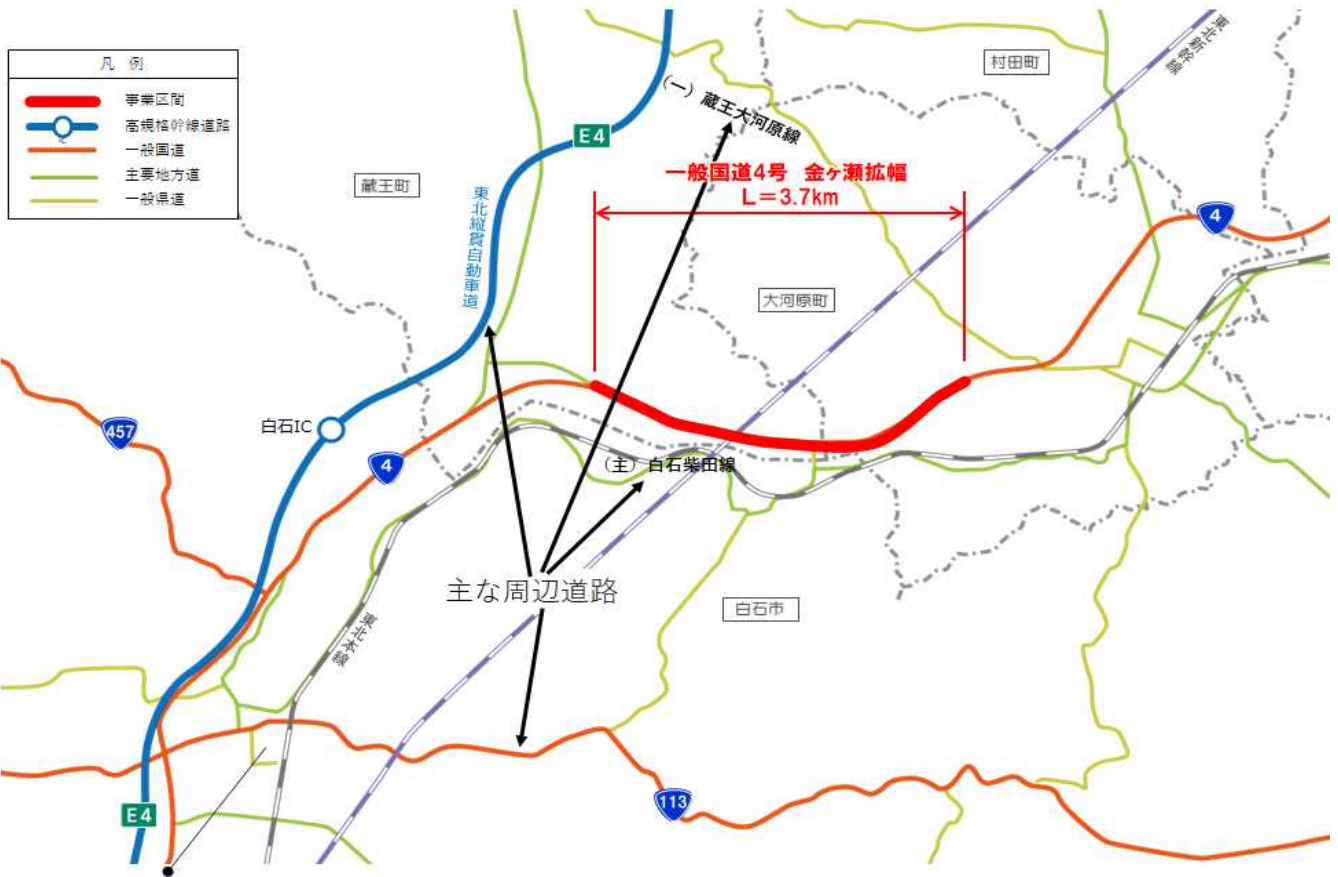 凡 例
事業区間
高規格幹線道路
一般国道
主要地方道
一般県道
東北新幹線
村田町
(一) 蔵王大河原線
E4
一般国道4号 金ヶ瀬拡幅
L=3.7km
蔵王町
東北縦貫自動車道
4
大河原町
白石IC
457
4
(主) 白石柴田線
主な周辺道路
白石市
東北本線
E4
113